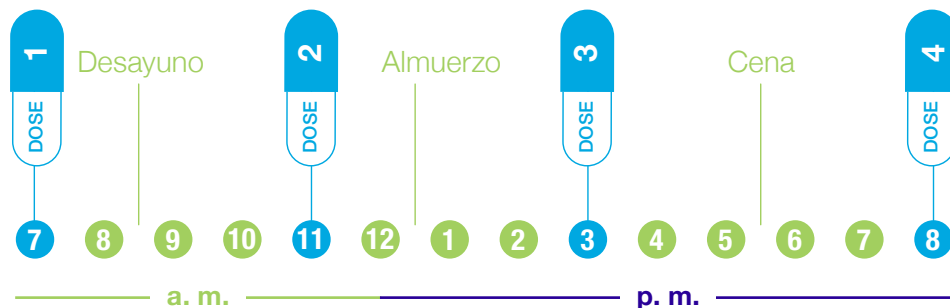 1 DOSE
Desayuno
2 DOSE
Almuerzo
3 DOSE
Cena
4 DOSE
7 8 9 10 11 12 1 2 3 4 5 6 7 8
a. m. p. m.